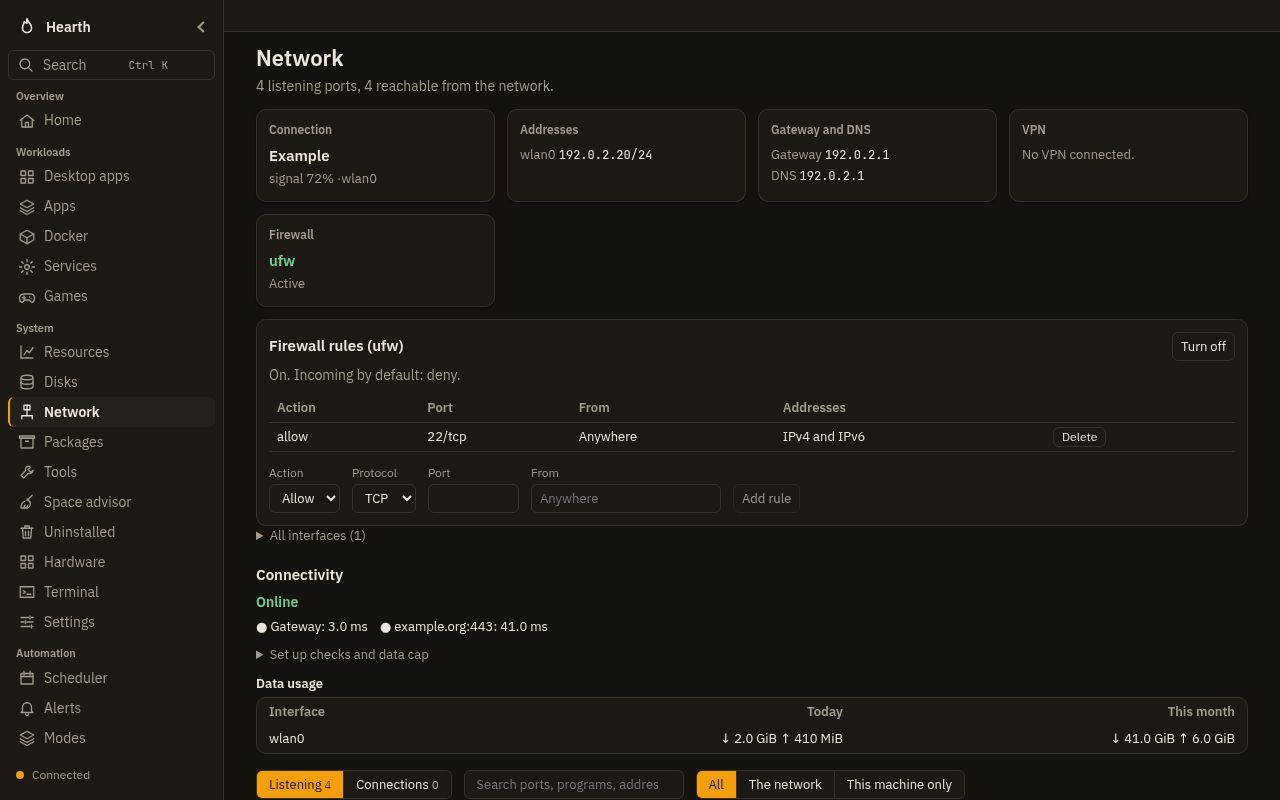 Hearth
Search Ctrl K
Overview
Home
Workloads
Desktop apps
Apps
Docker
Services
Games
System
Resources
Disks
Network
Packages
Tools
Space advisor
Uninstalled
Hardware
Terminal
Settings
Automation
Scheduler
Alerts
Modes
Connected
Network
4 listening ports, 4 reachable from the network.
Connection
Example
signal 72% ·wlan0
Addresses
wlan0 192.0.2.20/24
Gateway and DNS
Gateway 192.0.2.1
DNS 192.0.2.1
VPN
No VPN connected.
Firewall
ufw
Active
Firewall rules (ufw)
Turn off
On. Incoming by default: deny.
Action Port From Addresses
allow 22/tcp Anywhere IPv4 and IPv6 Delete
Action Protocol Port From
Allow TCP Anywhere Add rule
All interfaces (1)
Connectivity
Online
Gateway: 3.0 ms example.org:443: 41.0 ms
Set up checks and data cap
Data usage
Interface Today This month
wlan0 ↓ 2.0 GiB ↑ 410 MiB ↓ 41.0 GiB ↑ 6.0 GiB
Listening 4 Connections 0 Search ports, programs, addres All The network This machine only